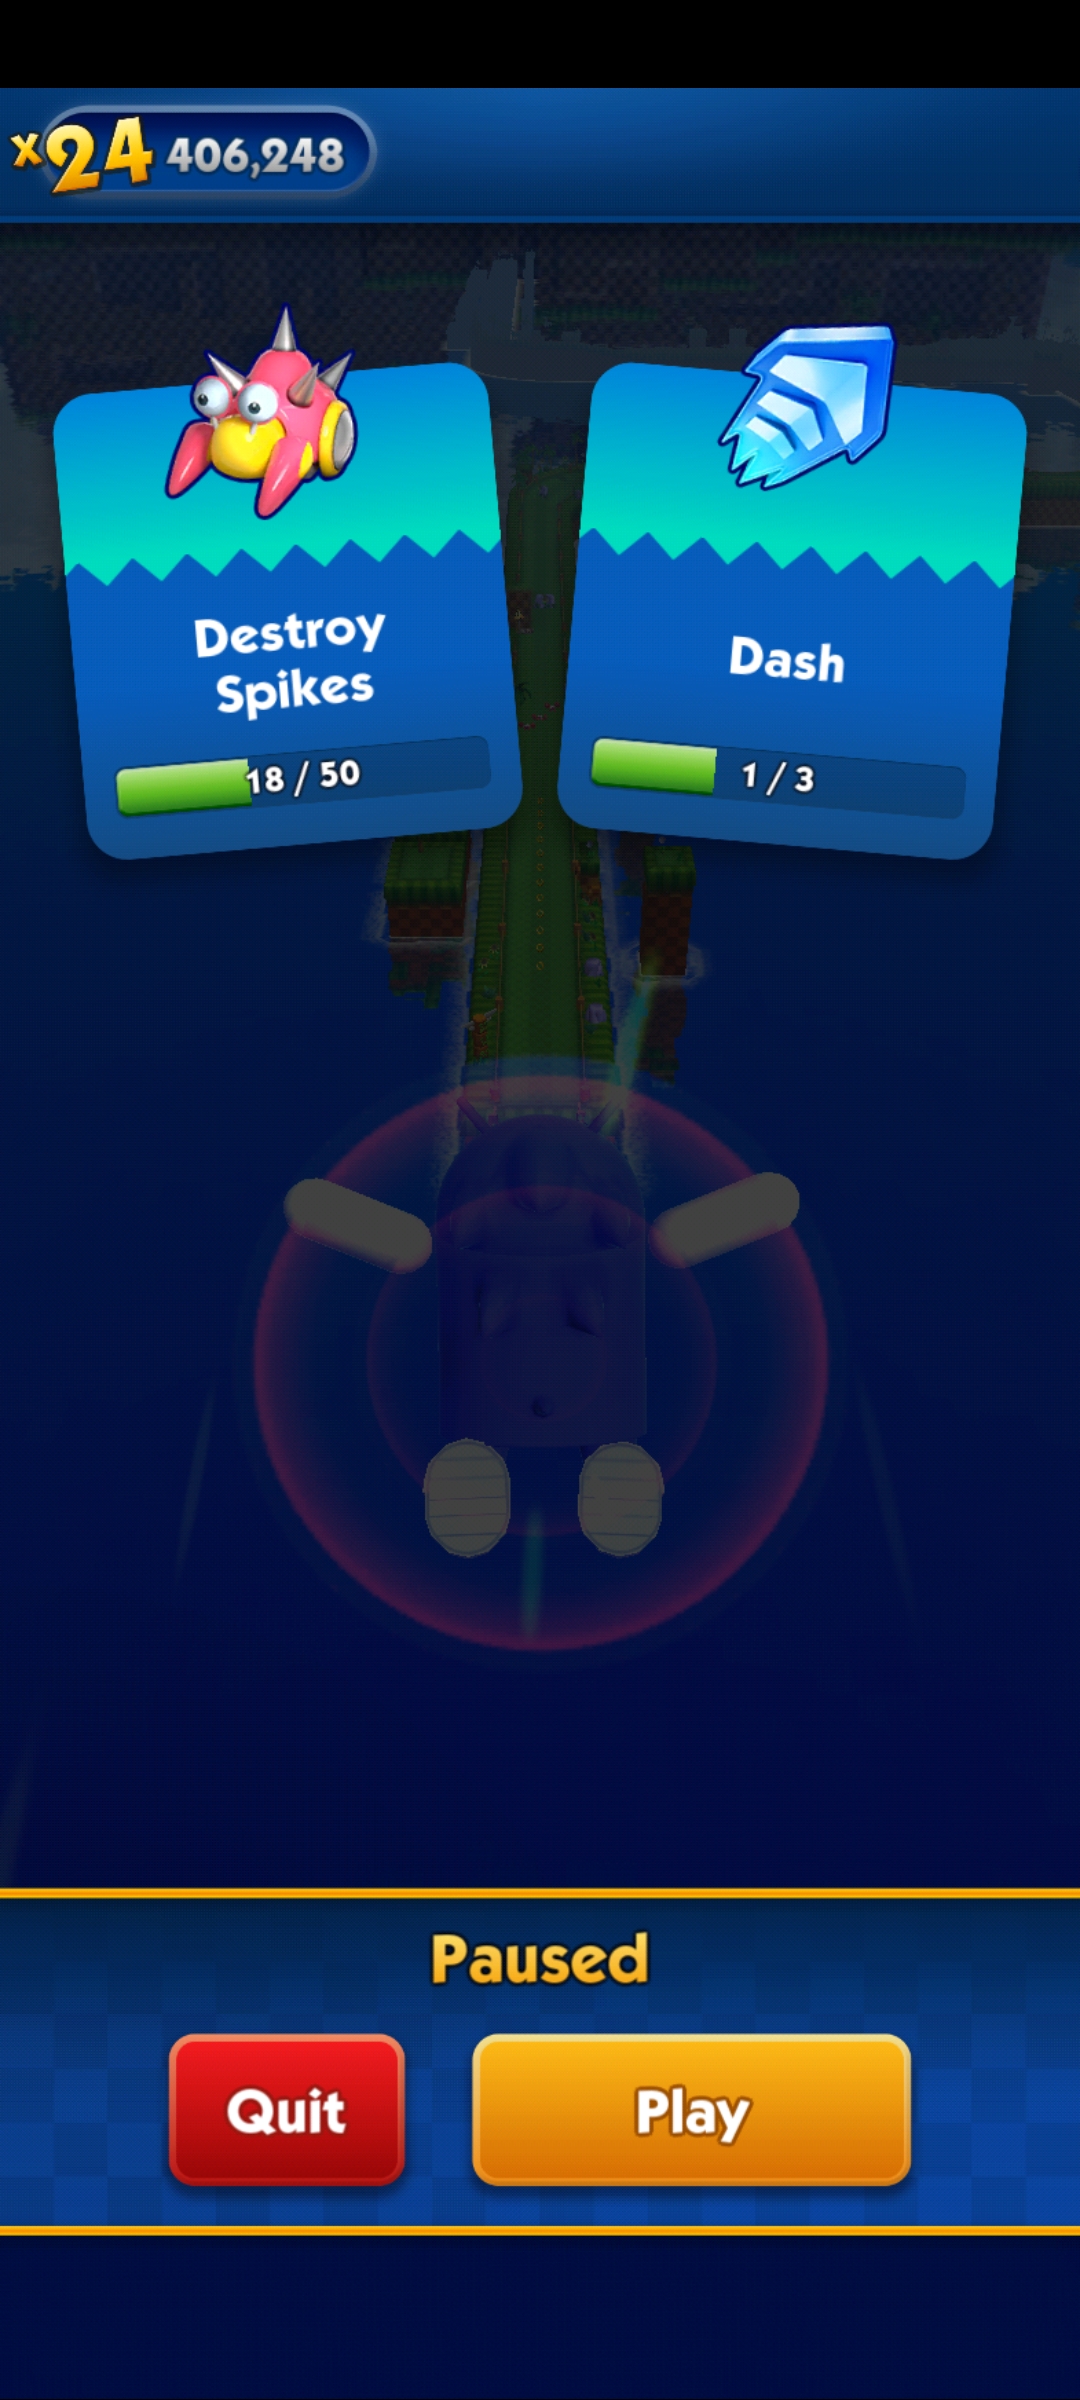 x24 406,248
Destroy
Spikes
18 / 50
Dash
1 / 3
Paused
Quit
Play